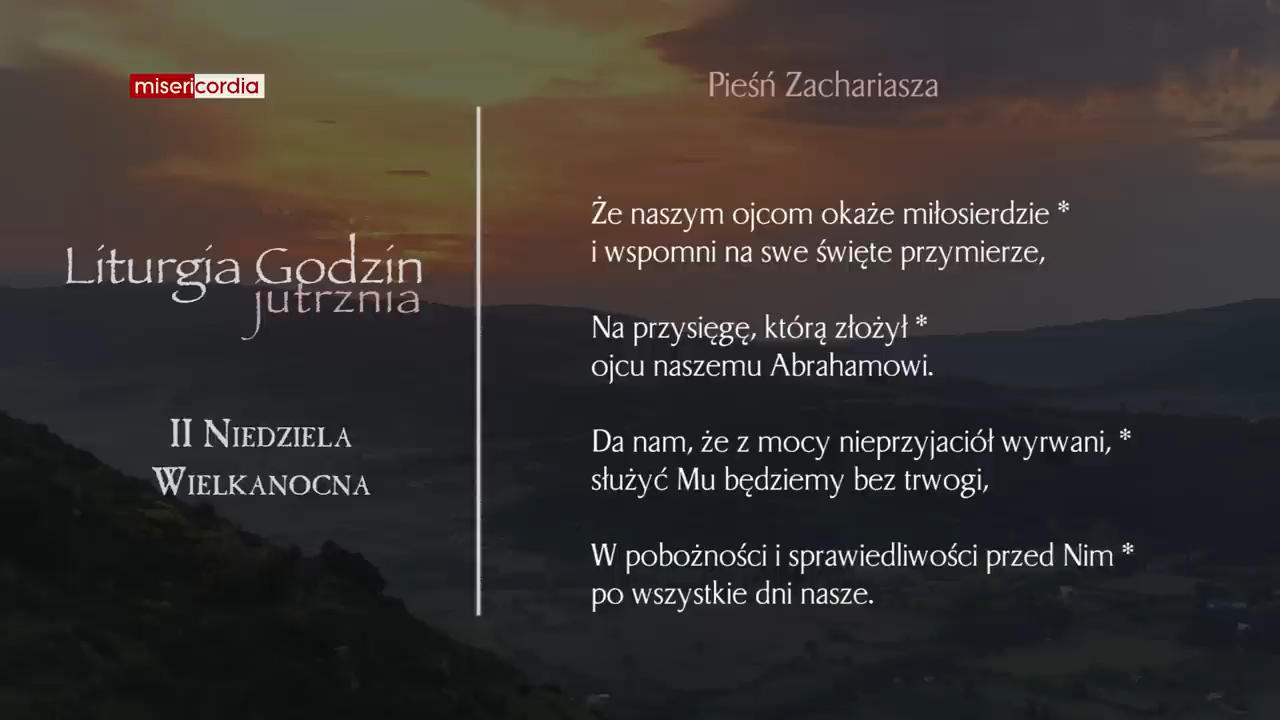 misericordia
Liturgia Godzin
jutrznia
II Niedziela
Wielkanocna
Pieśń Zachariasza
Że naszym ojcom okaże miłosierdzie *
i wspomni na swe święte przymierze,
Na przysięgę, którą złożył *
ojcu naszemu Abrahamowi.
Da nam, że z mocy nieprzyjaciół wyrwani, *
służyć Mu będziemy bez trwogi,
W pobożności i sprawiedliwości przed Nim *
po wszystkie dni nasze.